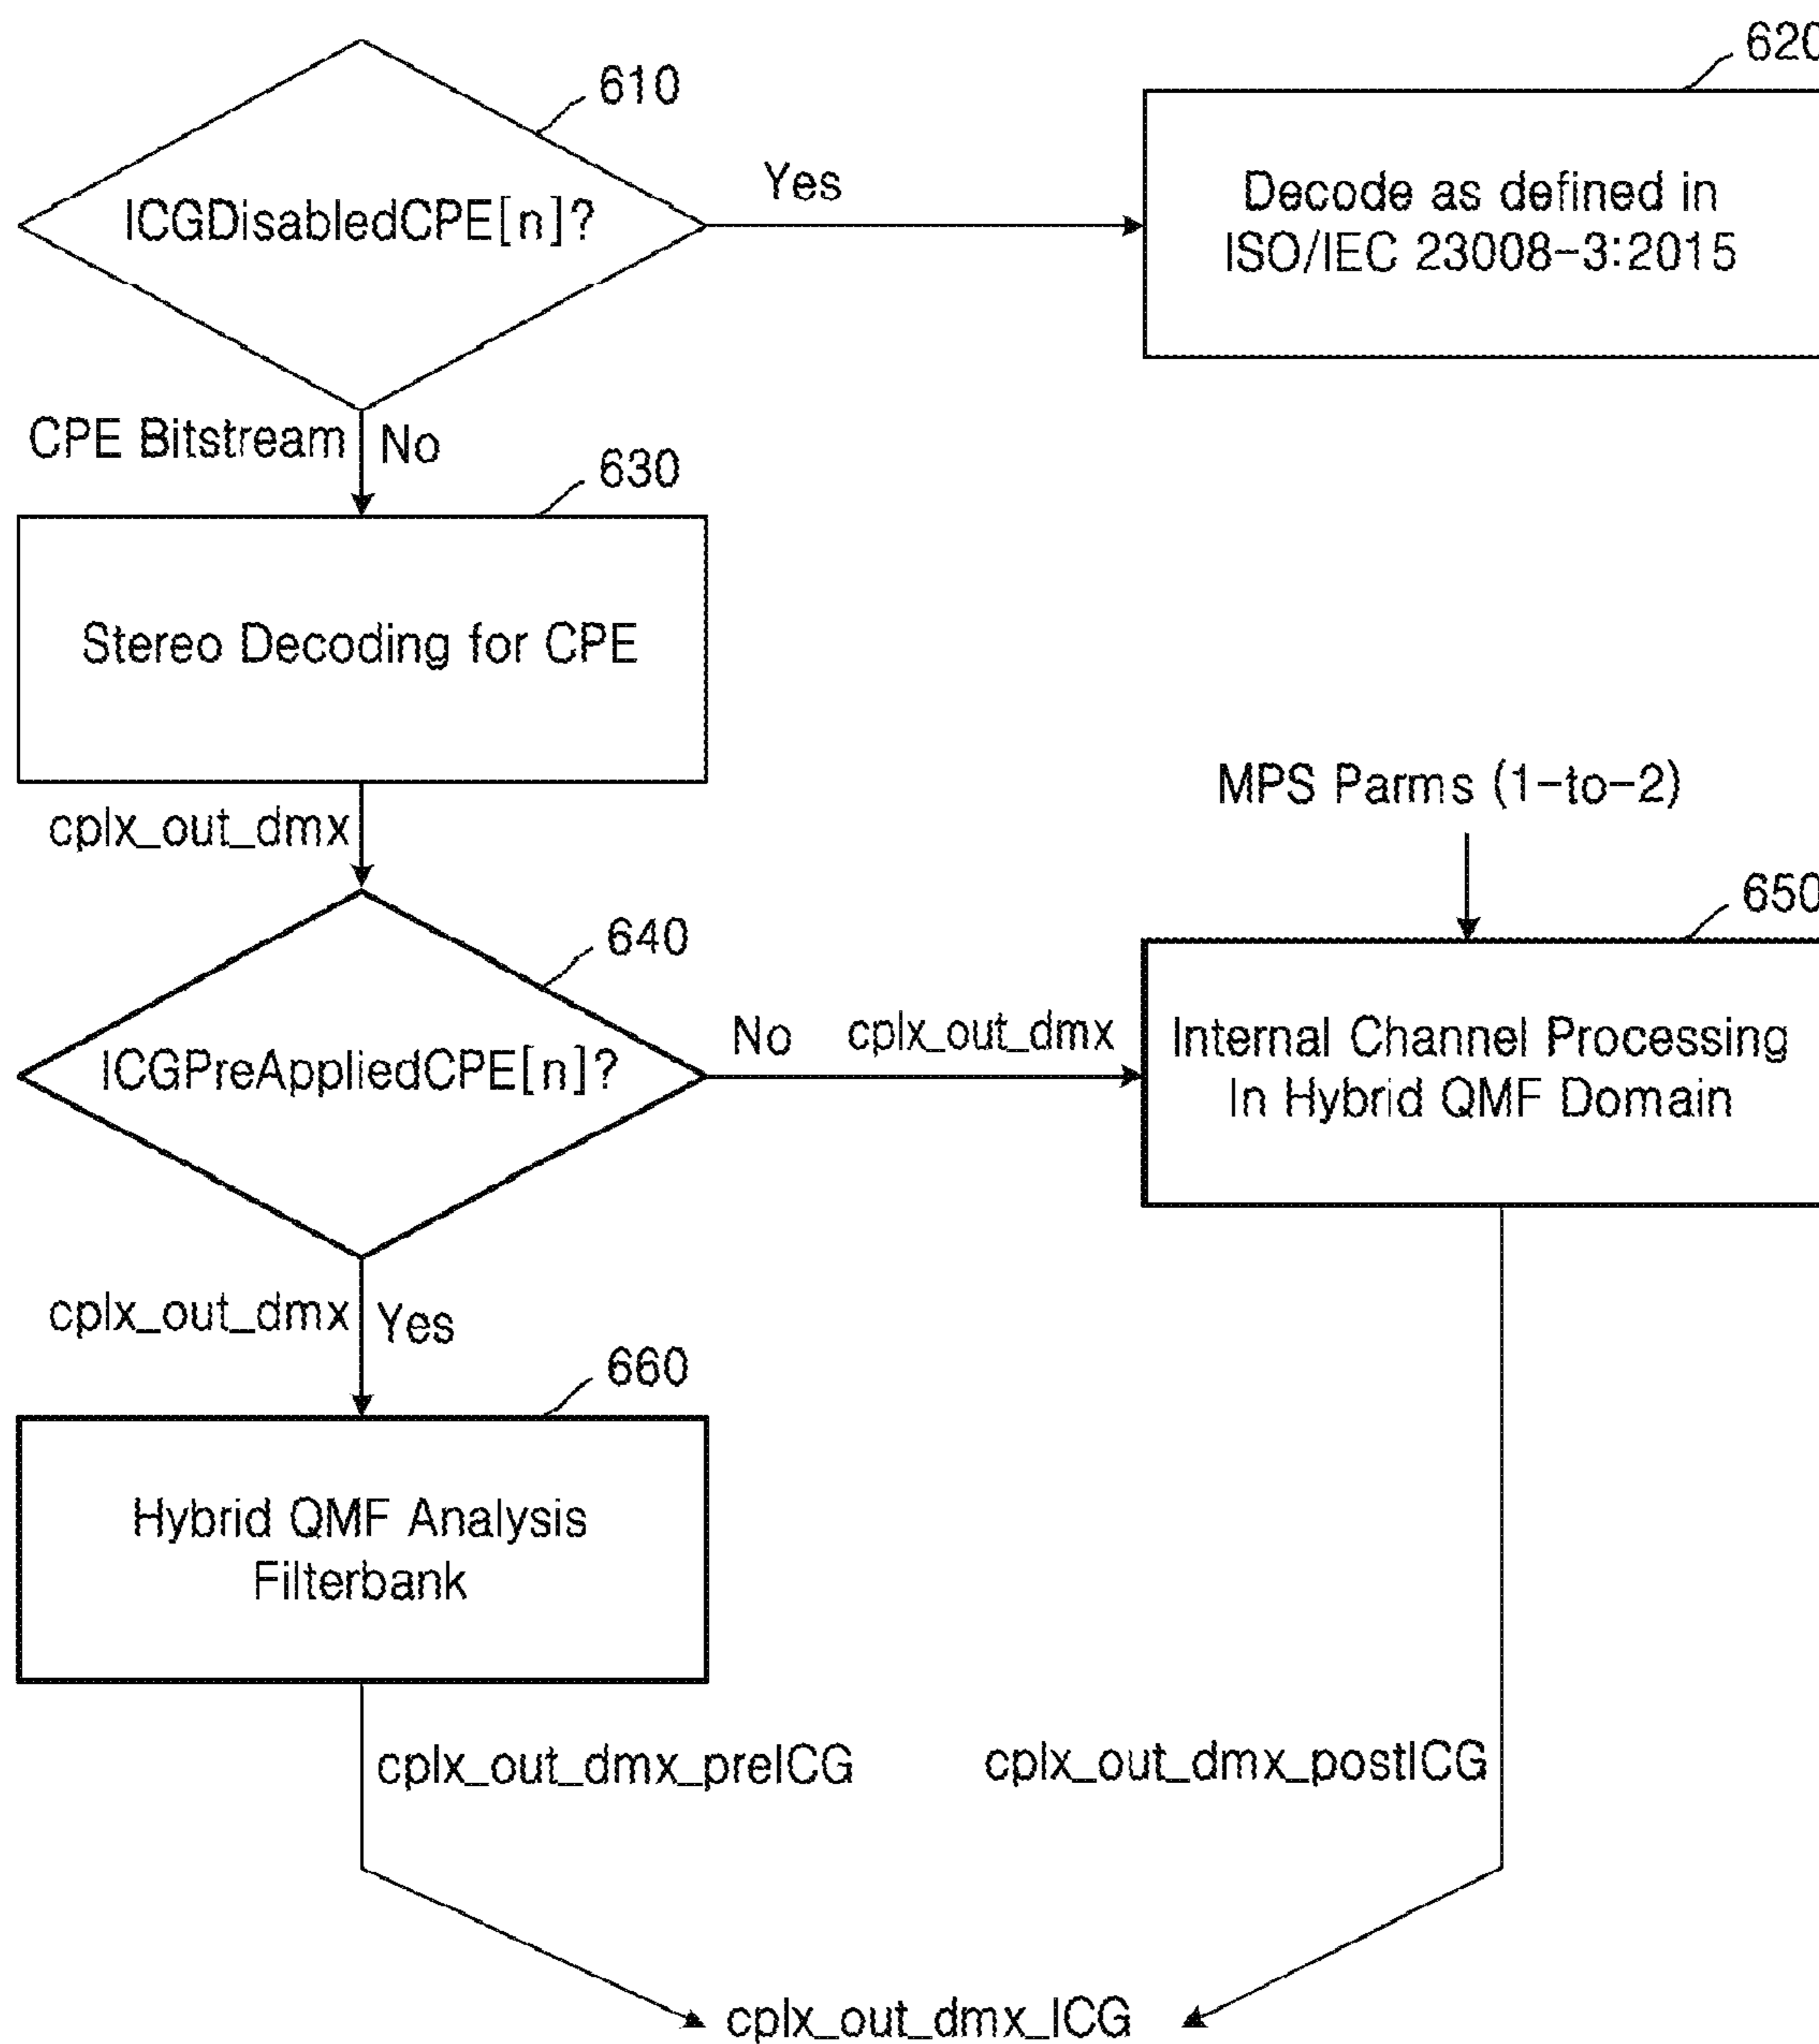 620
610
Yes
ICGDisabledCPE[n]?
Decode as defined in
ISO/IEC 23008-3:2015
CPE Bitstream
No
630
Stereo Decoding for CPE
MPS Parms (1-to-2)
cplx_out_dmx
650
640
No
cplx_out_dmx
ICGPreAppliedCPE[n]?
Internal Channel Processing
In Hybrid QMF Domain
cplx_out_dmx
Yes
660
Hybrid QMF Analysis
Filterbank
cplx_out_dmx_preICG
cplx_out_dmx_postICG
cplx_out_dmx_ICG